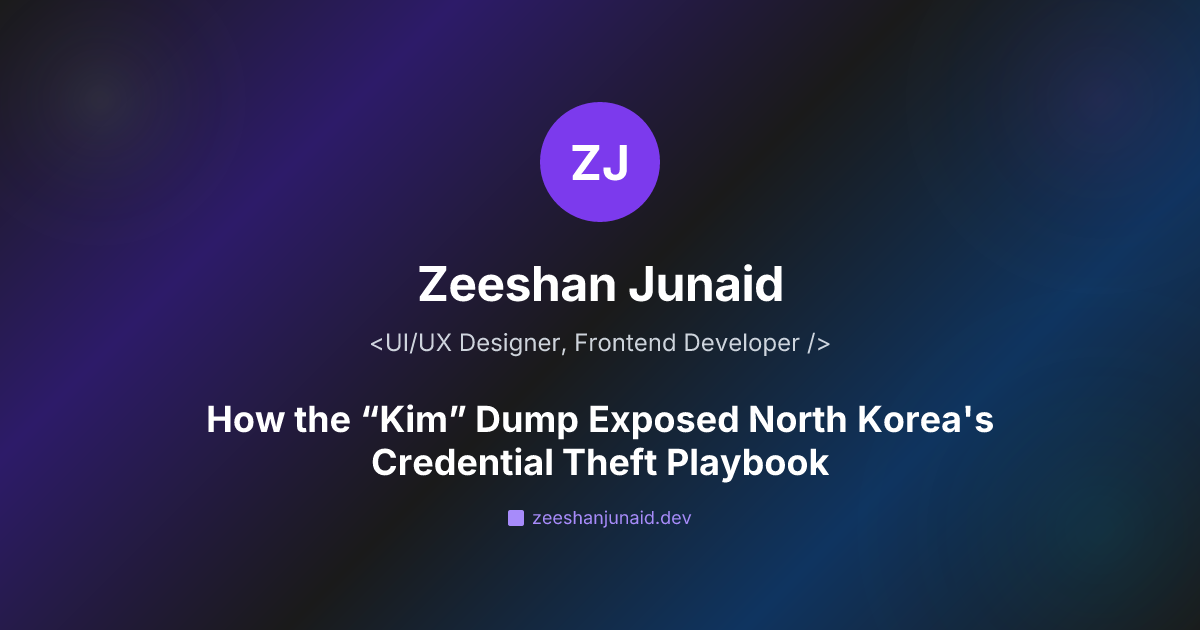 ZJ
Zeeshan Junaid
<UI/UX Designer, Frontend Developer />
How the “Kim” Dump Exposed North Korea's
Credential Theft Playbook
zeeshanjunaid.dev